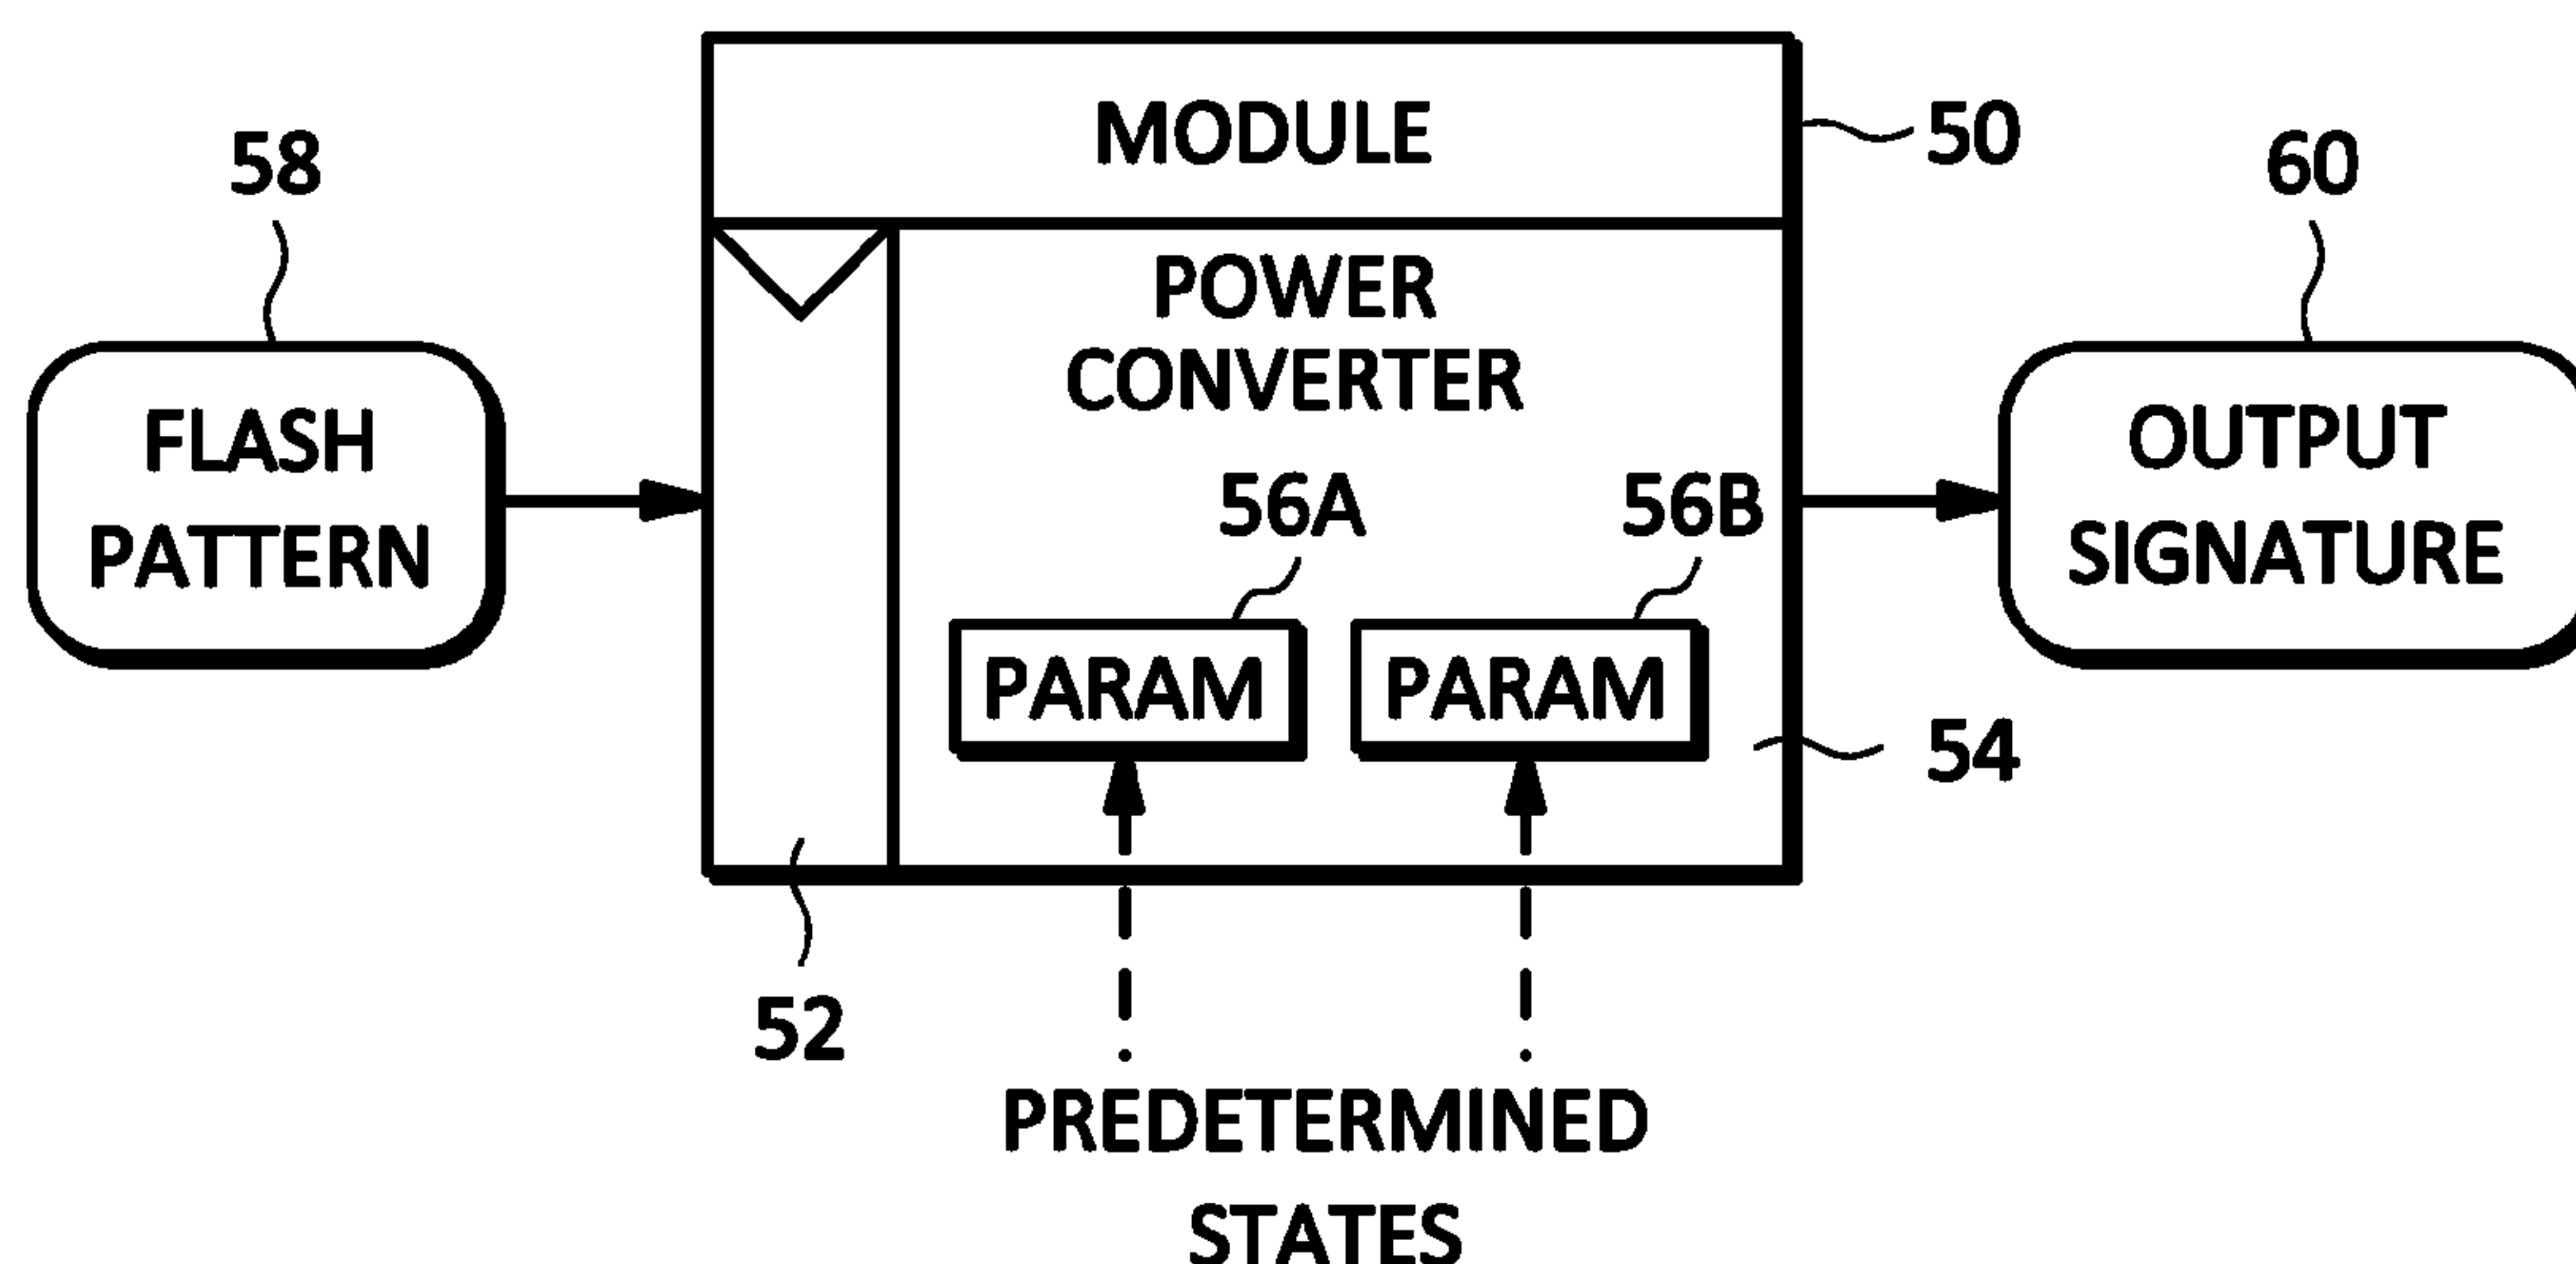 MODULE
50
58
60
POWER
CONVERTER
FLASH
PATTERN
OUTPUT
SIGNATURE
56A
56B
PARAM
PARAM
54
52
PREDETERMINED
STATES